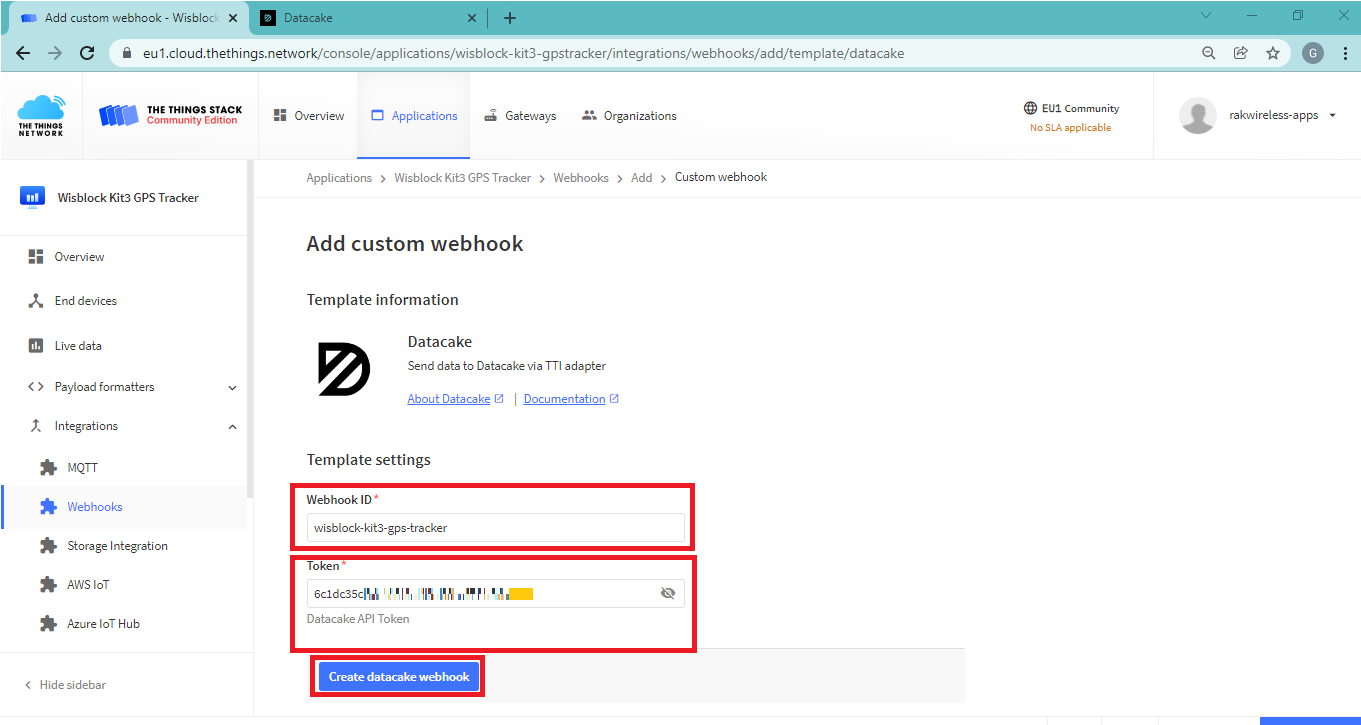 Add custom webhook - Wisblock
Datacake
eu1.cloud.thethings.network/console/applications/wisblock-kit3-gpstracker/integrations/webhooks/add/template/datacake
G
THE THINGS
NETWORK
THE THINGS STACK
Community Edition
Overview
Applications
Gateways
Organizations
EU1 Community
No SLA applicable
rakwireless-apps
Wisblock Kit3 GPS Tracker
Overview
End devices
Live data
Payload formatters
Integrations
MQTT
Webhooks
Storage Integration
AWS IoT
Azure IoT Hub
Hide sidebar
Applications > Wisblock Kit3 GPS Tracker > Webhooks > Add > Custom webhook
Add custom webhook
Template information
Datacake
Send data to Datacake via TTI adapter
About Datacake | Documentation
Template settings
Webhook ID*
wisblock-kit3-gps-tracker
Token*
6c1dc35c
Datacake API Token
Create datacake webhook